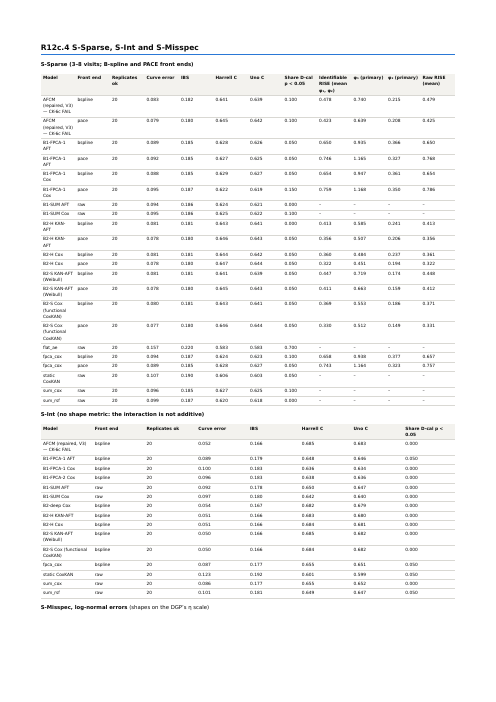 R12c.4 S-Sparse, S-Int and S-Misspec
S-Sparse (3–8 visits; B-spline and PACE front ends)
Model Front end Replicates ok Curve error IBS Harrell C Uno C Share D-cal p < 0.05 Identifiable RISE (mean φ₁, φ₂) φ₁ (primary) φ₂ (primary) Raw RISE (mean)
AFCM (repaired, V3) — CK-6c FAIL bspline 20 0.083 0.182 0.641 0.639 0.100 0.478 0.740 0.215 0.479
AFCM (repaired, V3) — CK-6c FAIL pace 20 0.079 0.180 0.645 0.642 0.100 0.423 0.639 0.208 0.425
B1-FPCA-1 AFT bspline 20 0.089 0.185 0.628 0.626 0.050 0.650 0.935 0.366 0.650
B1-FPCA-1 AFT pace 20 0.092 0.185 0.627 0.625 0.050 0.746 1.165 0.327 0.768
B1-FPCA-1 Cox bspline 20 0.088 0.185 0.629 0.627 0.050 0.654 0.947 0.361 0.654
B1-FPCA-1 Cox pace 20 0.095 0.187 0.622 0.619 0.150 0.759 1.168 0.350 0.786
B1-SUM AFT raw 20 0.094 0.186 0.624 0.621 0.000 – – – –
B1-SUM Cox raw 20 0.095 0.186 0.625 0.622 0.100 – – – –
B2-H KAN-AFT bspline 20 0.081 0.181 0.643 0.641 0.000 0.413 0.585 0.241 0.413
B2-H KAN-AFT pace 20 0.078 0.180 0.646 0.643 0.050 0.356 0.507 0.206 0.356
B2-H Cox bspline 20 0.081 0.181 0.644 0.642 0.050 0.360 0.484 0.237 0.361
B2-H Cox pace 20 0.078 0.180 0.647 0.644 0.050 0.322 0.451 0.194 0.322
B2-S KAN-AFT (Weibull) bspline 20 0.081 0.181 0.641 0.639 0.050 0.447 0.719 0.174 0.448
B2-S KAN-AFT (Weibull) pace 20 0.078 0.180 0.645 0.643 0.050 0.411 0.663 0.159 0.412
B2-S Cox (functional CoxKAN) bspline 20 0.080 0.181 0.643 0.641 0.050 0.369 0.553 0.186 0.371
B2-S Cox (functional CoxKAN) pace 20 0.077 0.180 0.646 0.644 0.050 0.330 0.512 0.149 0.331
flat_ae raw 20 0.157 0.220 0.583 0.583 0.700 – – – –
fpca_cox bspline 20 0.094 0.187 0.624 0.623 0.100 0.658 0.938 0.377 0.657
fpca_cox pace 20 0.089 0.185 0.628 0.627 0.050 0.743 1.164 0.323 0.757
static CoxKAN raw 20 0.107 0.190 0.606 0.603 0.050 – – – –
sum_cox raw 20 0.096 0.185 0.627 0.625 0.100 – – – –
sum_rsf raw 20 0.099 0.187 0.620 0.618 0.000 – – – –
S-Int (no shape metric: the interaction is not additive)
Model Front end Replicates ok Curve error IBS Harrell C Uno C Share D-cal p < 0.05
AFCM (repaired, V3) — CK-6c FAIL bspline 20 0.052 0.166 0.685 0.683 0.000
B1-FPCA-1 AFT bspline 20 0.089 0.179 0.648 0.646 0.050
B1-FPCA-1 Cox bspline 20 0.100 0.183 0.636 0.634 0.000
B1-FPCA-2 Cox bspline 20 0.096 0.183 0.638 0.636 0.000
B1-SUM AFT raw 20 0.092 0.178 0.650 0.647 0.000
B1-SUM Cox raw 20 0.097 0.180 0.642 0.640 0.000
B2-deep Cox bspline 20 0.054 0.167 0.682 0.679 0.000
B2-H KAN-AFT bspline 20 0.051 0.166 0.683 0.680 0.000
B2-H Cox bspline 20 0.051 0.166 0.684 0.681 0.000
B2-S KAN-AFT (Weibull) bspline 20 0.050 0.166 0.685 0.682 0.000
B2-S Cox (functional CoxKAN) bspline 20 0.050 0.166 0.684 0.682 0.000
fpca_cox bspline 20 0.087 0.177 0.655 0.651 0.050
static CoxKAN raw 20 0.123 0.192 0.601 0.599 0.050
sum_cox raw 20 0.086 0.177 0.655 0.652 0.000
sum_rsf raw 20 0.101 0.181 0.649 0.647 0.050
S-Misspec, log-normal errors (shapes on the DGP's η scale)